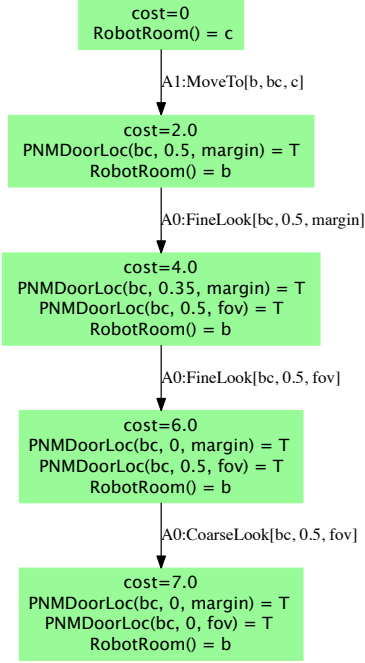 cost=0
RobotRoom() = c
A1:MoveTo[b, bc, c]
cost=2.0
PNMDoorLoc(bc, 0.5, margin) = T
RobotRoom() = b
A0:FineLook[bc, 0.5, margin]
cost=4.0
PNMDoorLoc(bc, 0.35, margin) = T
PNMDoorLoc(bc, 0.5, fov) = T
RobotRoom() = b
A0:FineLook[bc, 0.5, fov]
cost=6.0
PNMDoorLoc(bc, 0, margin) = T
PNMDoorLoc(bc, 0.5, fov) = T
RobotRoom() = b
A0:CoarseLook[bc, 0.5, fov]
cost=7.0
PNMDoorLoc(bc, 0, margin) = T
PNMDoorLoc(bc, 0, fov) = T
RobotRoom() = b